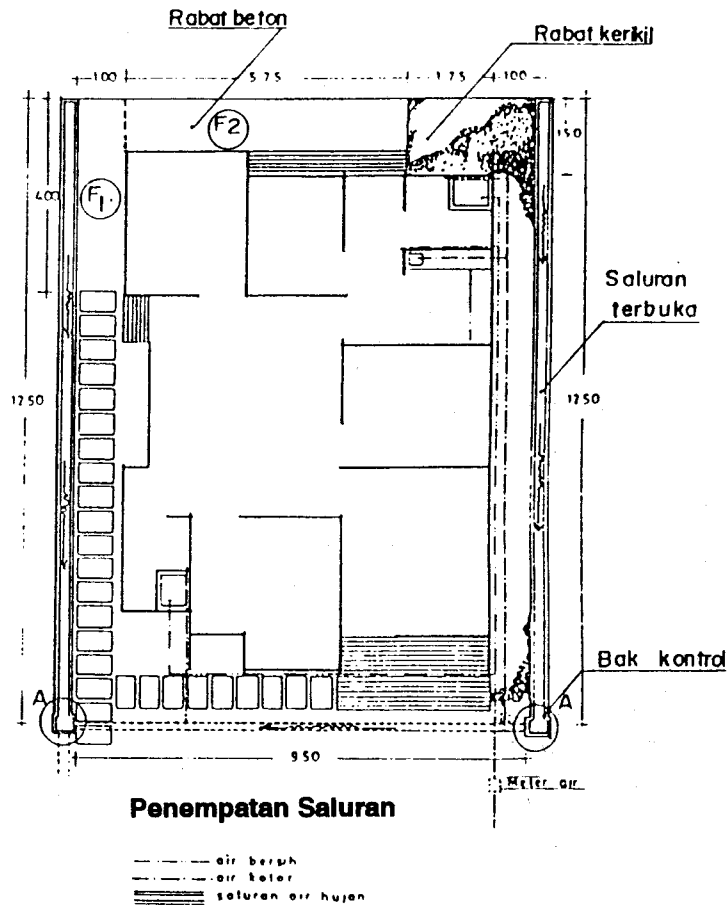 Rabat beton
Rabat kerikil
100
575
175
100
F2
150
F1
400
Saluran
terbuka
1250
1250
Bak kontrol
A
A
950
Meter air
Penempatan Saluran
air bersih
air kotor
saluran air hujan